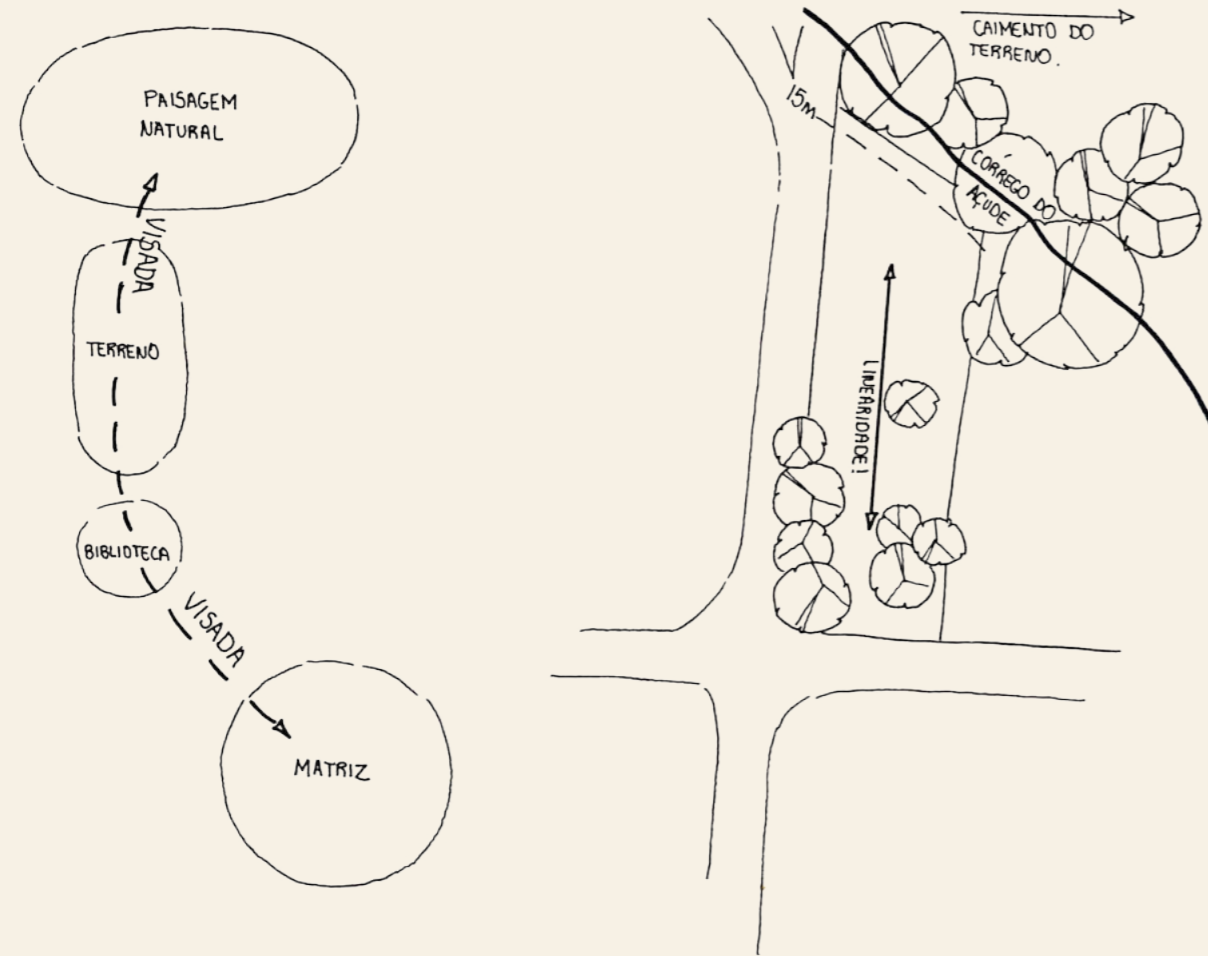 PAISAGEM
NATURAL
VISADA
TERRENO
BIBLIOTECA
VISADA
MATRIZ
CAIMENTO DO
TERRENO.
15M
CÓRREGO DO
AÇUDE
LINEARIDADE!